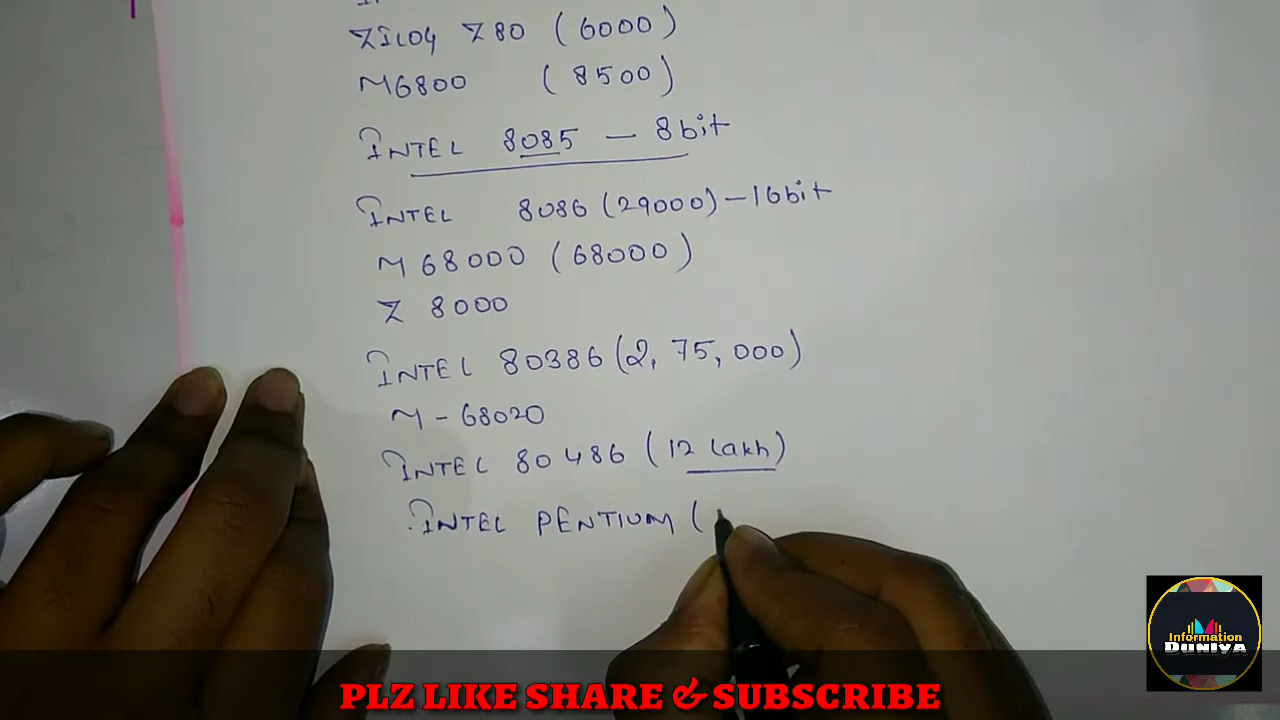 ZILOG Z80 (6000)
M6800 (8500)
INTEL 8085 — 8bit
INTEL 8086 (29000) — 16bit
M 68000 (68000)
Z 8000
INTEL 80386 (2, 75, 000)
M - 68020
INTEL 80486 (12 Lakh)
INTEL PENTIUM (
Information
DUNIYA
PLZ LIKE SHARE & SUBSCRIBE